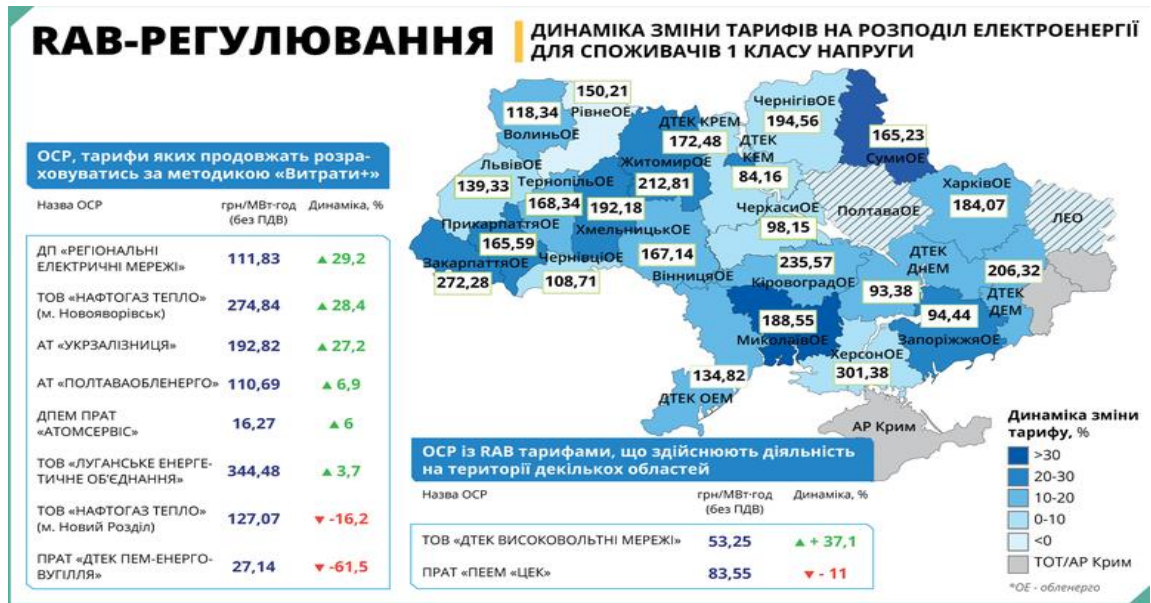 RAB-РЕГУЛЮВАННЯ
ДИНАМІКА ЗМІНИ ТАРИФІВ НА РОЗПОДІЛ ЕЛЕКТРОЕНЕРГІЇ
ДЛЯ СПОЖИВАЧІВ 1 КЛАСУ НАПРУГИ
ОСР, тарифи яких продовжать розра-
ховуватись за методикою «Витрати+»
Назва ОСР грн/МВт·год Динаміка, %
(без ПДВ)
ДП «РЕГІОНАЛЬНІ
ЕЛЕКТРИЧНІ МЕРЕЖІ» 111,83 ▲ 29,2
ТОВ «НАФТОГАЗ ТЕПЛО»
(м. Новояворівськ) 274,84 ▲ 28,4
АТ «УКРЗАЛІЗНИЦЯ» 192,82 ▲ 27,2
АТ «ПОЛТАВАОБЛЕНЕРГО» 110,69 ▲ 6,9
ДПЕМ ПРАТ
«АТОМСЕРВІС» 16,27 ▲ 6
ТОВ «ЛУГАНСЬКЕ ЕНЕРГЕ-
ТИЧНЕ ОБ'ЄДНАННЯ» 344,48 ▲ 3,7
ТОВ «НАФТОГАЗ ТЕПЛО»
(м. Новий Розділ) 127,07 ▼ -16,2
ПРАТ «ДТЕК ПЕМ-ЕНЕРГО-
ВУГІЛЛЯ» 27,14 ▼ -61,5
118,34
ВолиньОЕ
150,21
РівнеОЕ
ЛьвівОЕ
139,33
ТернопільОЕ
168,34
ЖитомирОЕ
212,81
ДТЕК КРЕМ
172,48
ДТЕК
КЕМ
84,16
ЧернігівОЕ
194,56
165,23
СумиОЕ
ХарківОЕ
184,07
ЛЕО
ПолтаваОЕ
ЧеркасиОЕ
98,15
192,18
ХмельницькОЕ
ПрикарпаттяОЕ
165,59
ЗакарпаттяОЕ
272,28
ЧернівціОЕ
108,71
167,14
ВінницяОЕ
235,57
КіровоградОЕ
ДТЕК
ДнЕМ
93,38
206,32
ДТЕК
ДЕМ
94,44
ЗапоріжжяОЕ
188,55
МиколаївОЕ
ХерсонОЕ
301,38
134,82
ДТЕК ОЕМ
АР Крим
ОСР із RAB тарифами, що здійснюють діяльність
на території декількох областей
Назва ОСР грн/МВт·год Динаміка, %
(без ПДВ)
ТОВ «ДТЕК ВИСОКОВОЛЬТНІ МЕРЕЖІ» 53,25 ▲ + 37,1
ПРАТ «ПЕЕМ «ЦЕК» 83,55 ▼ - 11
Динаміка зміни
тарифу, %
>30
20-30
10-20
0-10
<0
ТОТ/АР Крим
*ОЕ - обленерго